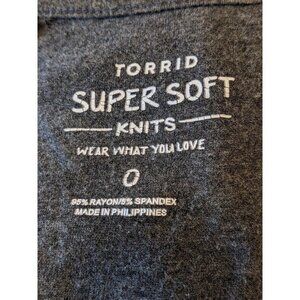 TORRID
SUPER SOFT
KNITS
WEAR WHAT YOU LOVE
0
95% RAYON/5% SPANDEX
MADE IN PHILIPPINES